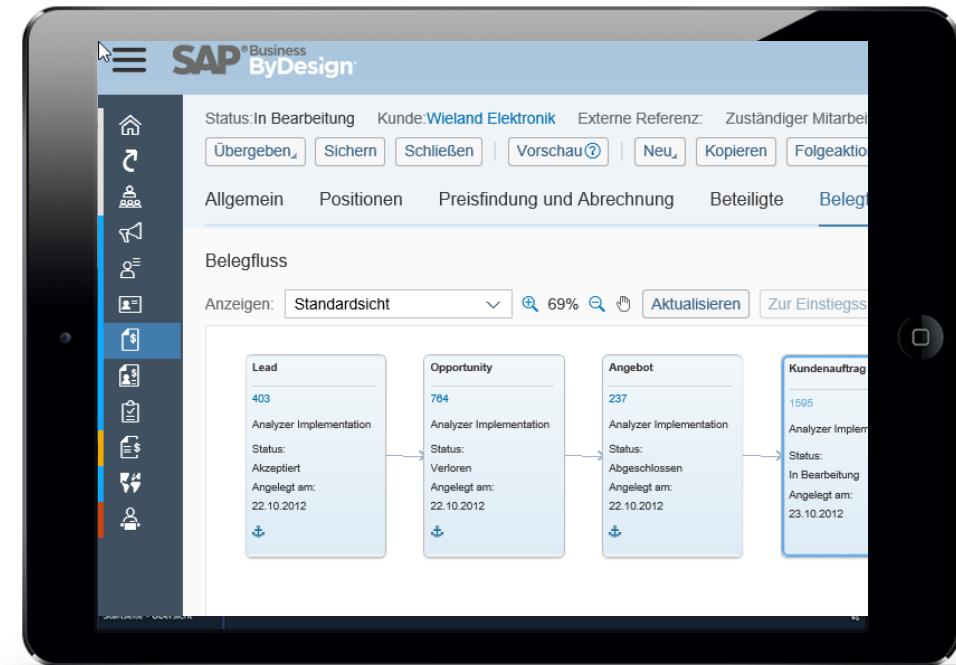 SAP® Business
ByDesign
Status:In Bearbeitung Kunde:Wieland Elektronik Externe Referenz: Zuständiger Mitarbei
Übergeben Sichern Schließen Vorschau Neu Kopieren Folgeaktio
Allgemein Positionen Preisfindung und Abrechnung Beteiligte Belegf
Belegfluss
Anzeigen: Standardsicht 69% Aktualisieren Zur Einstiegss
Lead
403
Analyzer Implementation
Status:
Akzeptiert
Angelegt am:
22.10.2012
Opportunity
764
Analyzer Implementation
Status:
Verloren
Angelegt am:
22.10.2012
Angebot
237
Analyzer Implementation
Status:
Abgeschlossen
Angelegt am:
22.10.2012
Kundenauftrag
1595
Analyzer Implem
Status:
In Bearbeitung
Angelegt am:
23.10.2012
Startseite - Übersicht